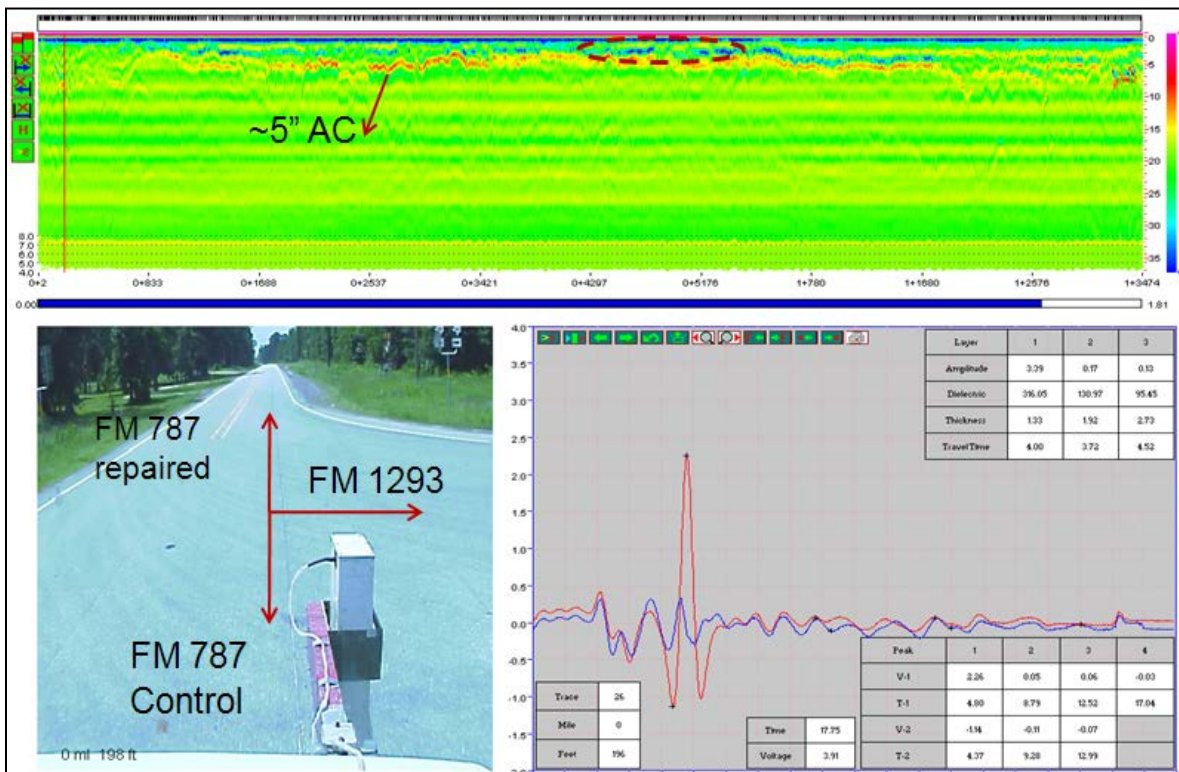 0
-5
-10
-15
-20
-25
-30
-35
~5" AC
8.0
7.0
6.0
5.0
4.0
0+2 0+833 0+1688 0+2537 0+3421 0+4297 0+5176 1+780 1+1680 1+2576 1+3474
0.00 1.81
FM 787
repaired
FM 1293
FM 787
Control
0 ml 198 ft
4.0
3.5
3.0
2.5
2.0
1.5
1.0
0.5
0.0
-0.5
-1.0
-1.5
Layer 1 2 3
Amplitude 3.39 0.17 0.13
Dielectric 316.05 130.97 95.45
Thickness 1.33 1.92 2.73
TravelTime 4.00 3.72 4.52
Trace 26
Mile 0
Feet 196
Time 17.75
Voltage 3.91
Peak 1 2 3 4
V-1 2.26 0.05 0.06 -0.03
T-1 4.80 8.79 12.52 17.04
V-2 -1.14 -0.11 -0.07
T-2 4.37 9.28 12.99